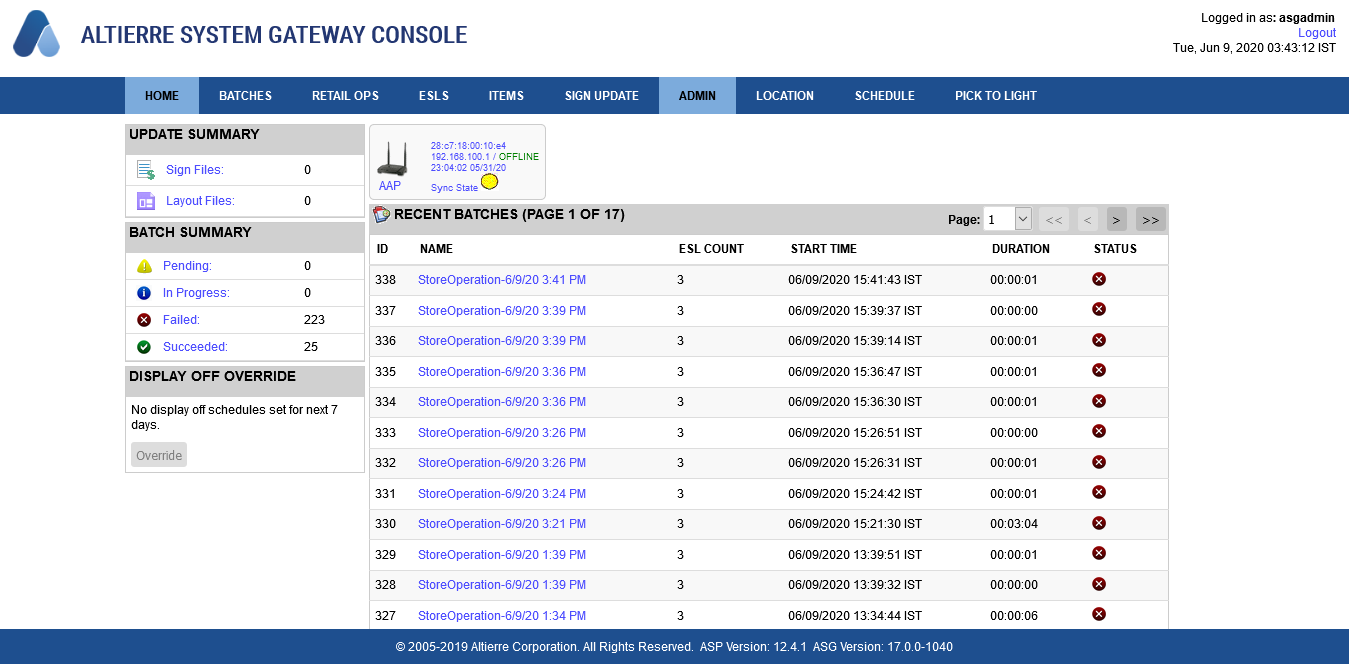 ALTIERRE SYSTEM GATEWAY CONSOLE
Logged in as: asgadmin
Logout
Tue, Jun 9, 2020 03:43:12 IST
HOME BATCHES RETAIL OPS ESLS ITEMS SIGN UPDATE ADMIN LOCATION SCHEDULE PICK TO LIGHT
UPDATE SUMMARY
Sign Files: 0
Layout Files: 0
BATCH SUMMARY
Pending: 0
In Progress: 0
Failed: 223
Succeeded: 25
DISPLAY OFF OVERRIDE
No display off schedules set for next 7
days.
Override
28:c7:18:00:10:e4
192.168.100.1 / OFFLINE
23:04:02 05/31/20
AAP
Sync State
RECENT BATCHES (PAGE 1 OF 17) Page: 1 << < > >>
ID NAME ESL COUNT START TIME DURATION STATUS
338 StoreOperation-6/9/20 3:41 PM 3 06/09/2020 15:41:43 IST 00:00:01
337 StoreOperation-6/9/20 3:39 PM 3 06/09/2020 15:39:37 IST 00:00:00
336 StoreOperation-6/9/20 3:39 PM 3 06/09/2020 15:39:14 IST 00:00:01
335 StoreOperation-6/9/20 3:36 PM 3 06/09/2020 15:36:47 IST 00:00:01
334 StoreOperation-6/9/20 3:36 PM 3 06/09/2020 15:36:30 IST 00:00:01
333 StoreOperation-6/9/20 3:26 PM 3 06/09/2020 15:26:51 IST 00:00:00
332 StoreOperation-6/9/20 3:26 PM 3 06/09/2020 15:26:31 IST 00:00:01
331 StoreOperation-6/9/20 3:24 PM 3 06/09/2020 15:24:42 IST 00:00:01
330 StoreOperation-6/9/20 3:21 PM 3 06/09/2020 15:21:30 IST 00:03:04
329 StoreOperation-6/9/20 1:39 PM 3 06/09/2020 13:39:51 IST 00:00:01
328 StoreOperation-6/9/20 1:39 PM 3 06/09/2020 13:39:32 IST 00:00:00
327 StoreOperation-6/9/20 1:34 PM 3 06/09/2020 13:34:44 IST 00:00:06
© 2005-2019 Altierre Corporation. All Rights Reserved. ASP Version: 12.4.1 ASG Version: 17.0.0-1040